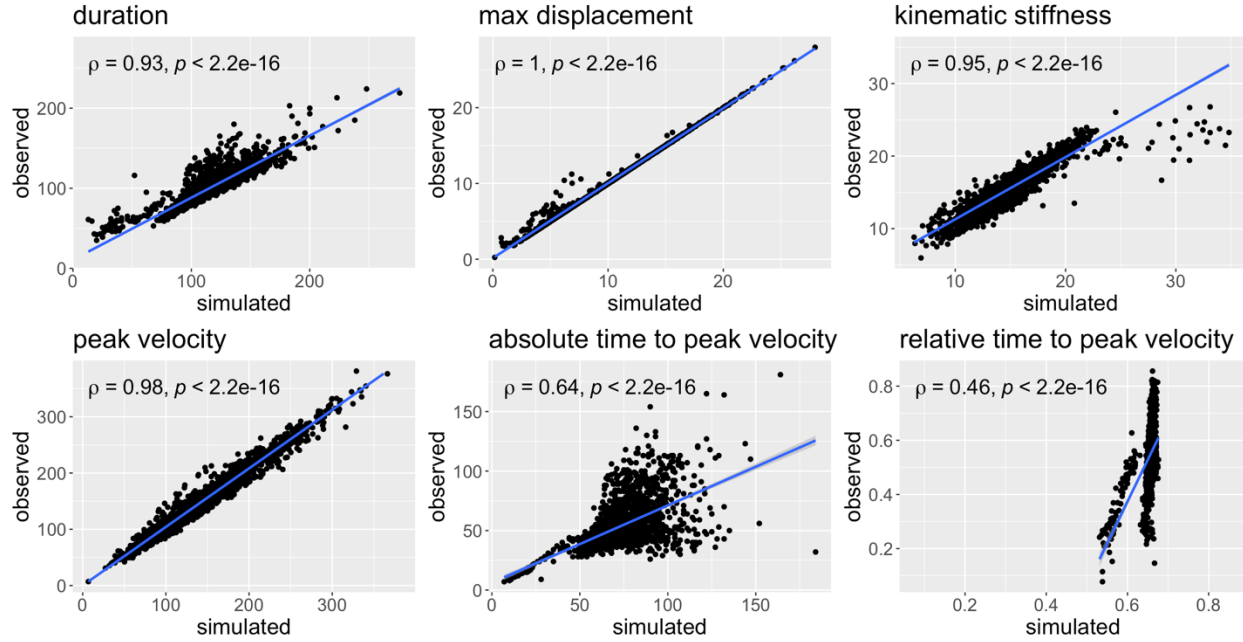 duration
ρ = 0.93, p < 2.2e-16
observed
200
100
0
0
100
200
simulated
max displacement
ρ = 1, p < 2.2e-16
observed
20
10
0
0
10
20
simulated
kinematic stiffness
ρ = 0.95, p < 2.2e-16
observed
30
20
10
10
20
30
simulated
peak velocity
ρ = 0.98, p < 2.2e-16
observed
300
200
100
0
0
100
200
300
simulated
absolute time to peak velocity
ρ = 0.64, p < 2.2e-16
observed
150
100
50
0
0
50
100
150
simulated
relative time to peak velocity
ρ = 0.46, p < 2.2e-16
observed
0.8
0.6
0.4
0.2
0.2
0.4
0.6
0.8
simulated